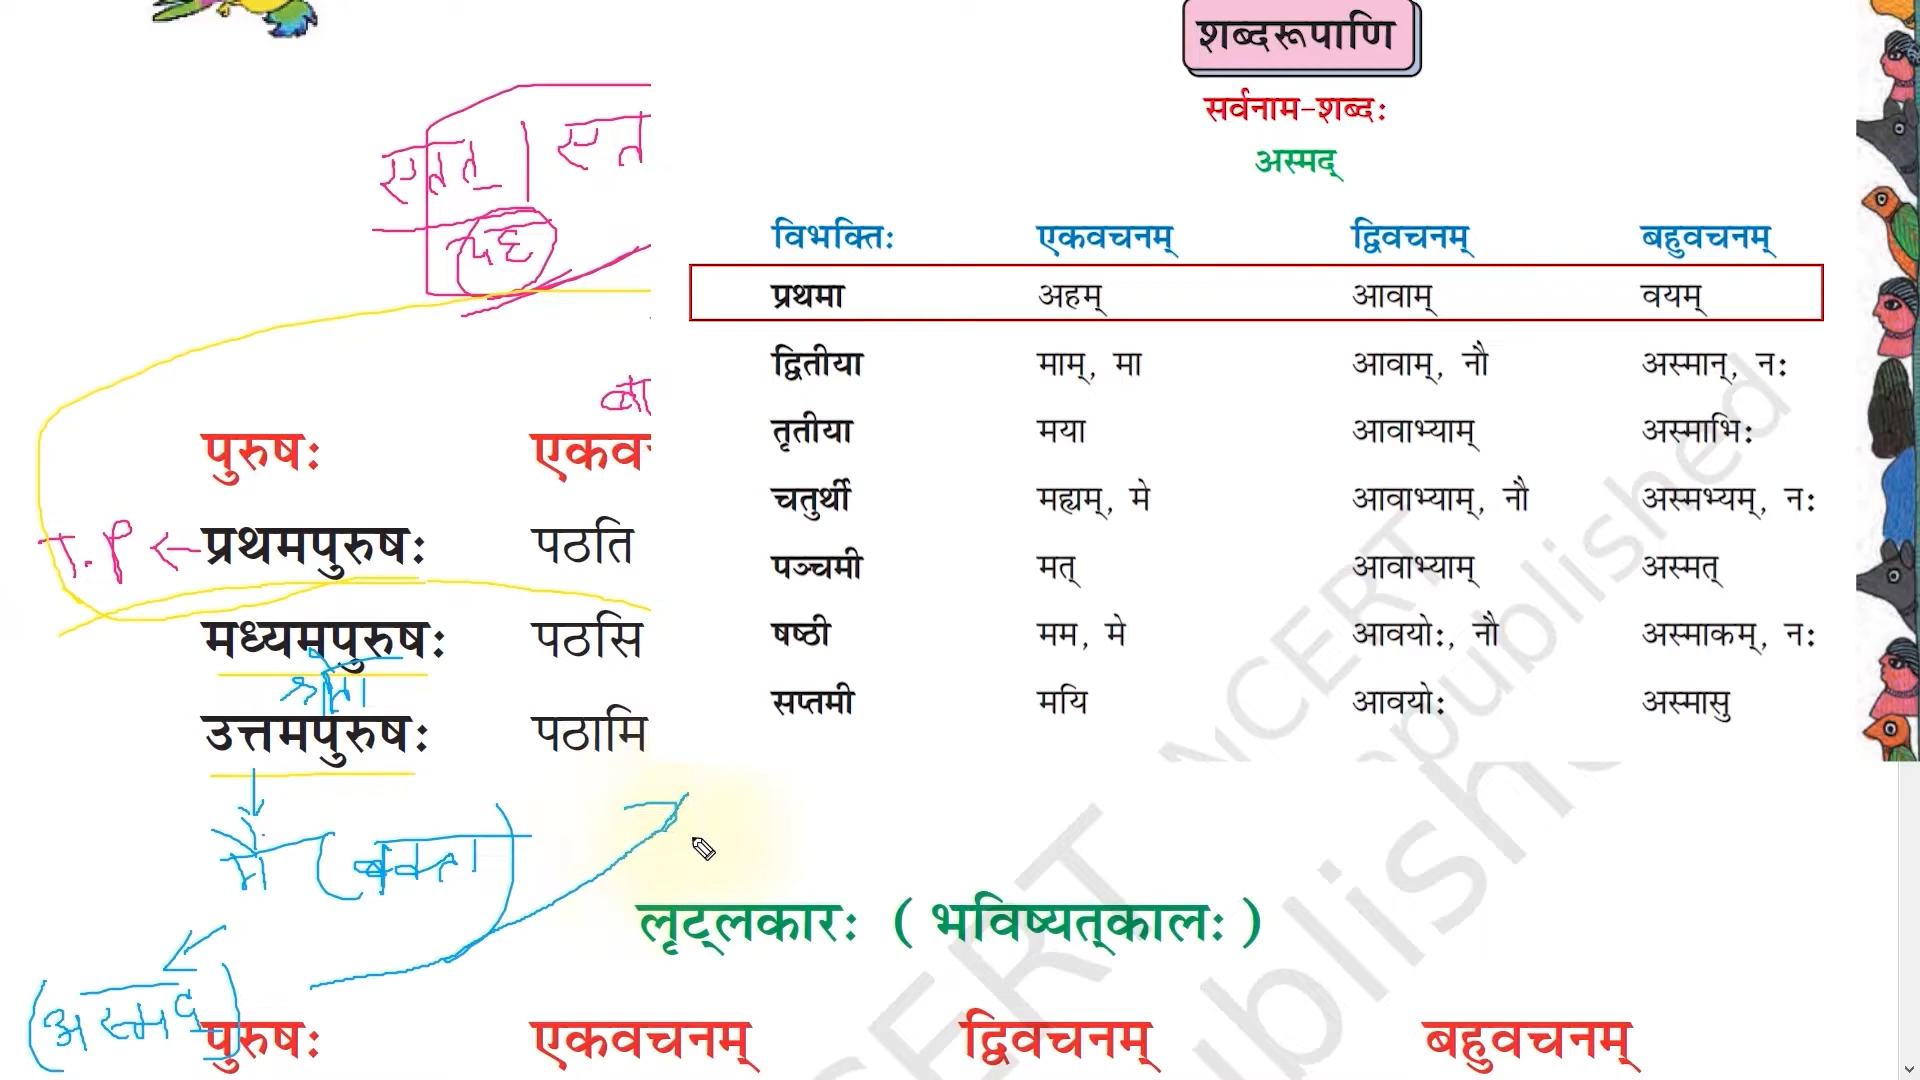 शब्दरूपाणि
सर्वनाम-शब्दः
अस्मद्
विभक्तिः एकवचनम् द्विवचनम् बहुवचनम्
प्रथमा अहम् आवाम् वयम्
द्वितीया माम्, मा आवाम्, नौ अस्मान्, नः
तृतीया मया आवाभ्याम् अस्माभिः
चतुर्थी मह्यम्, मे आवाभ्याम्, नौ अस्मभ्यम्, नः
पञ्चमी मत् आवाभ्याम् अस्मत्
षष्ठी मम, मे आवयोः, नौ अस्माकम्, नः
सप्तमी मयि आवयोः अस्मासु
पुरुषः एकव
T.P ← प्रथमपुरुषः पठति
मध्यमपुरुषः पठसि
श्रोता
उत्तमपुरुषः पठामि
मैं (वक्ता)
(अस्मद्)
लृट्लकारः ( भविष्यत्कालः )
पुरुषः एकवचनम् द्विवचनम् बहुवचनम्
NCERT
republished